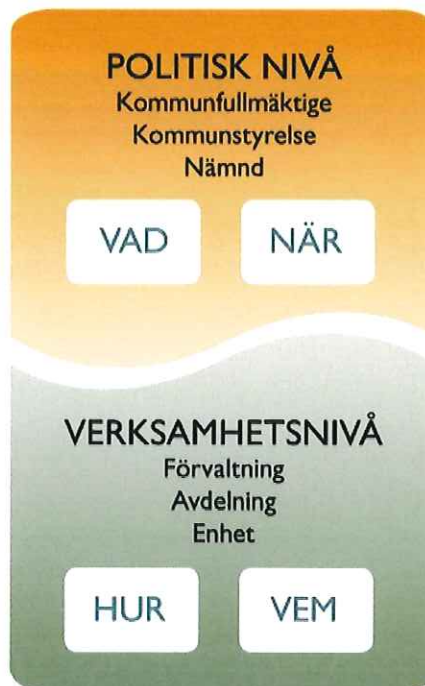 POLITISK NIVÅ
Kommunfullmäktige
Kommunstyrelse
Nämnd
VAD NÄR
VERKSAMHETSNIVÅ
Förvaltning
Avdelning
Enhet
HUR VEM